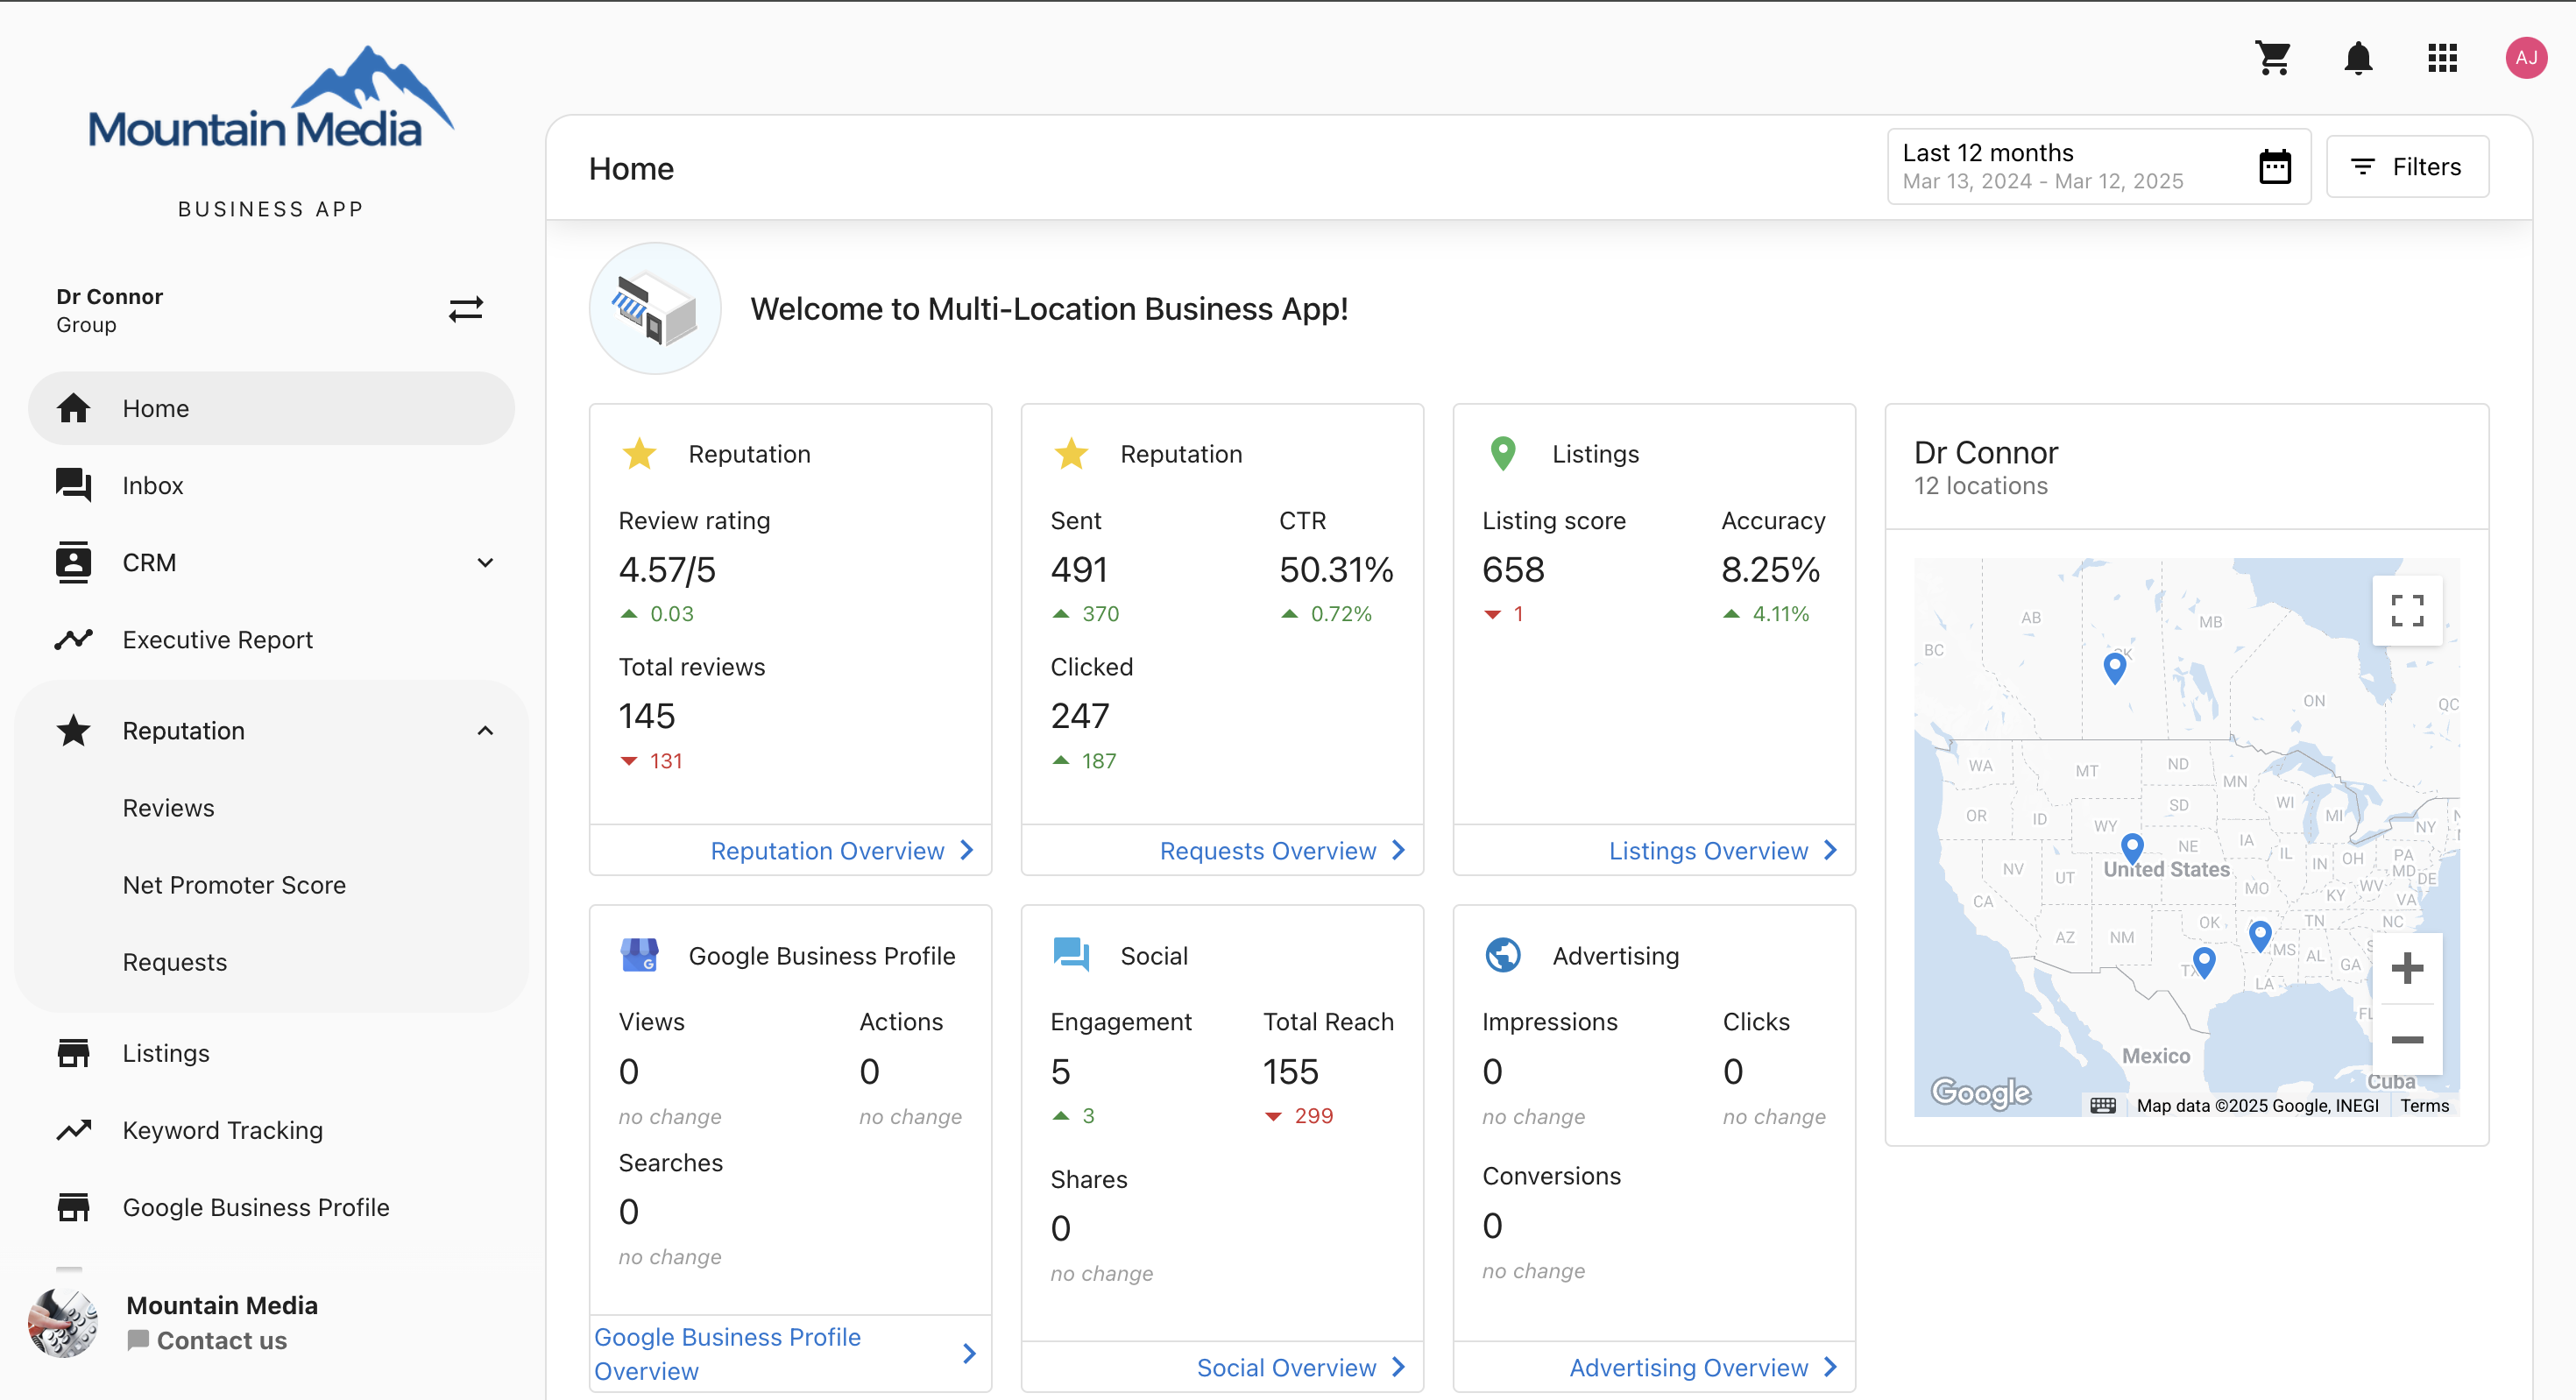 Mountain Media
BUSINESS APP
Dr Connor
Group
Home
Inbox
CRM
Executive Report
Reputation
Reviews
Net Promoter Score
Requests
Listings
Keyword Tracking
Google Business Profile
Mountain Media
Contact us
AJ
Home
Last 12 months
Mar 13, 2024 - Mar 12, 2025
Filters
Welcome to Multi-Location Business App!
Reputation
Review rating
4.57/5
0.03
Total reviews
145
131
Reputation Overview
Reputation
Sent CTR
491 50.31%
370 0.72%
Clicked
247
187
Requests Overview
Listings
Listing score Accuracy
658 8.25%
1 4.11%
Listings Overview
Dr Connor
12 locations
AB
MB
BC
ON
QC
WA MT ND
MN
OR ID SD WI MI
WY NY
NE IA
NV UT United States IL IN OH PA
MD DE
CA MO KY WV VA
AZ NM OK TN NC
MS AL GA
TX LA
FL
Mexico
Cuba
Google
Map data ©2025 Google, INEGI Terms
Google Business Profile
Views Actions
0 0
no change no change
Searches
0
no change
Google Business Profile
Overview
Social
Engagement Total Reach
5 155
3 299
Shares
0
no change
Social Overview
Advertising
Impressions Clicks
0 0
no change no change
Conversions
0
no change
Advertising Overview